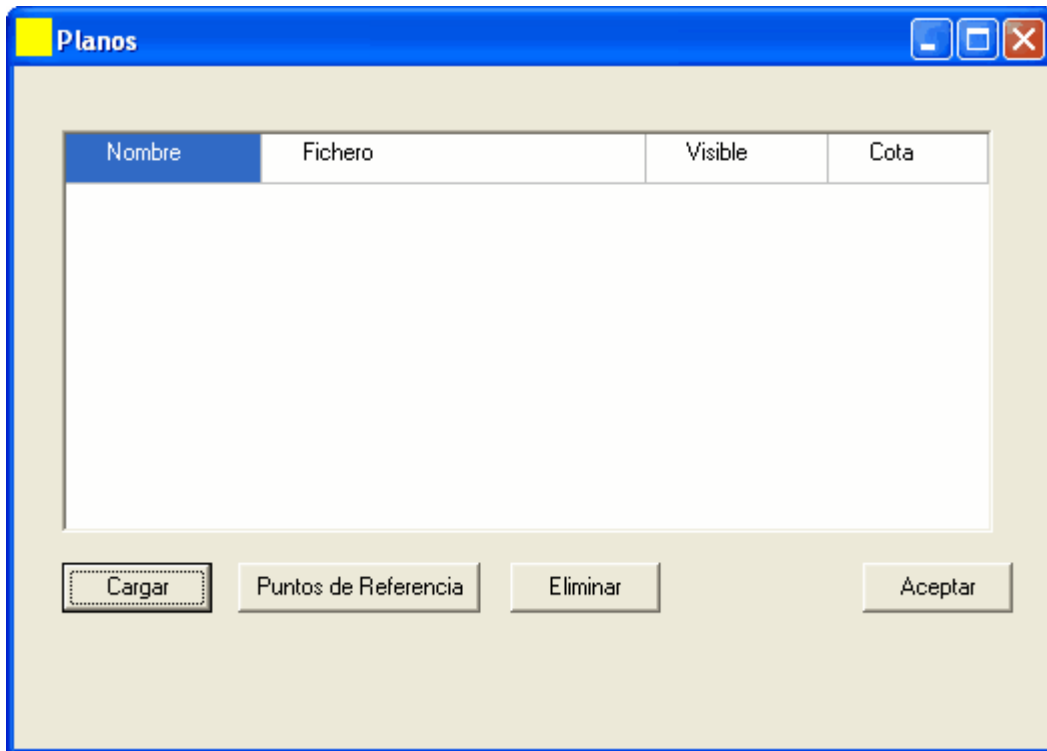 Planos
Nombre Fichero Visible Cota
Cargar Puntos de Referencia Eliminar Aceptar